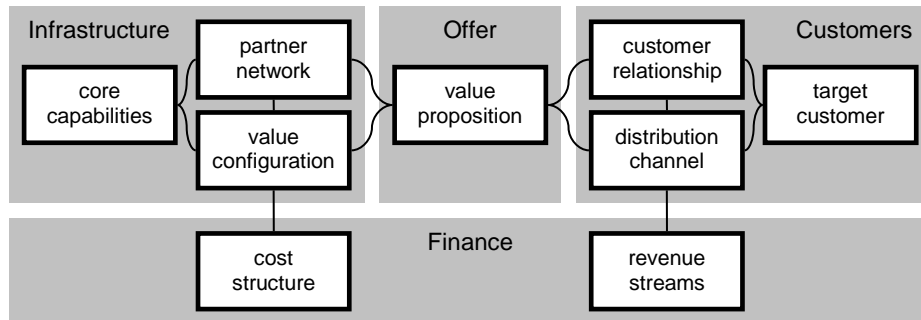 Infrastructure
Offer
Customers
partner
network
customer
relationship
core
capabilities
value
proposition
target
customer
value
configuration
distribution
channel
Finance
cost
structure
revenue
streams